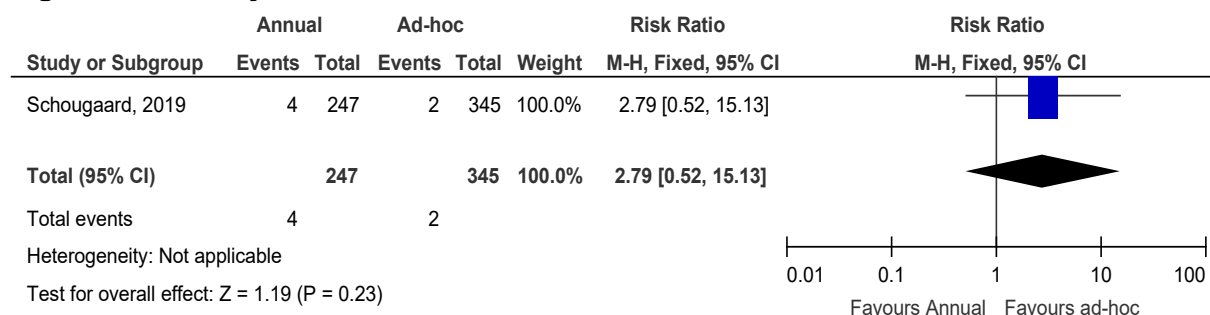 Annual Ad-hoc Risk Ratio Risk Ratio
Study or Subgroup Events Total Events Total Weight M-H, Fixed, 95% CI M-H, Fixed, 95% CI
Schougaard, 2019 4 247 2 345 100.0% 2.79 [0.52, 15.13]
Total (95% CI) 247 345 100.0% 2.79 [0.52, 15.13]
Total events 4 2
Heterogeneity: Not applicable
0.01 0.1 1 10 100
Test for overall effect: Z = 1.19 (P = 0.23)
Favours Annual Favours ad-hoc